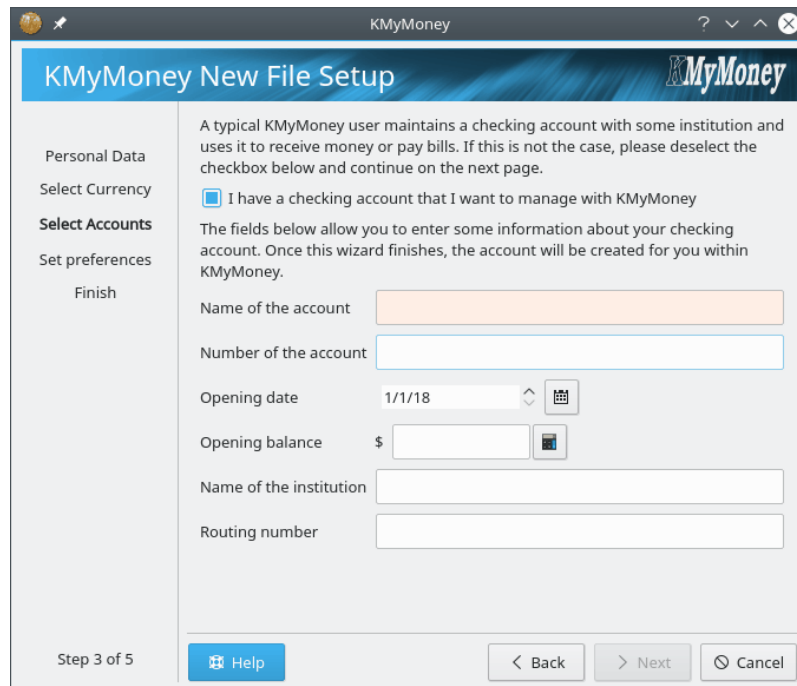 KMyMoney
KMyMoney New File Setup
KMyMoney
Personal Data
Select Currency
Select Accounts
Set preferences
Finish
A typical KMyMoney user maintains a checking account with some institution and
uses it to receive money or pay bills. If this is not the case, please deselect the
checkbox below and continue on the next page.
I have a checking account that I want to manage with KMyMoney
The fields below allow you to enter some information about your checking
account. Once this wizard finishes, the account will be created for you within
KMyMoney.
Name of the account
Number of the account
Opening date 1/1/18
Opening balance $
Name of the institution
Routing number
Step 3 of 5
Help
Back
Next
Cancel